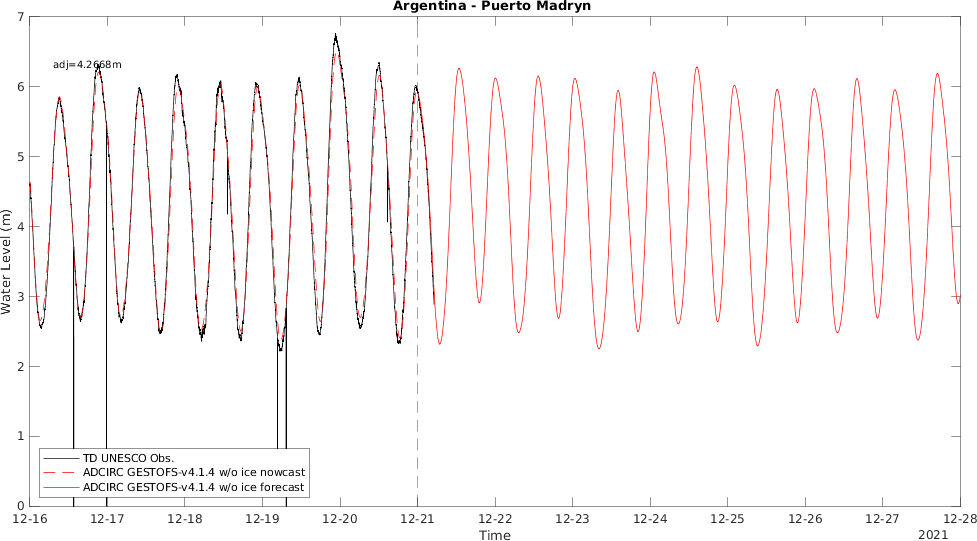 Argentina - Puerto Madryn
adj=4.2668m
Water Level (m)
7
6
5
4
3
2
1
0
TD UNESCO Obs.
ADCIRC GESTOFS-v4.1.4 w/o ice nowcast
ADCIRC GESTOFS-v4.1.4 w/o ice forecast
12-16 12-17 12-18 12-19 12-20 12-21 12-22 12-23 12-24 12-25 12-26 12-27 12-28
Time
2021